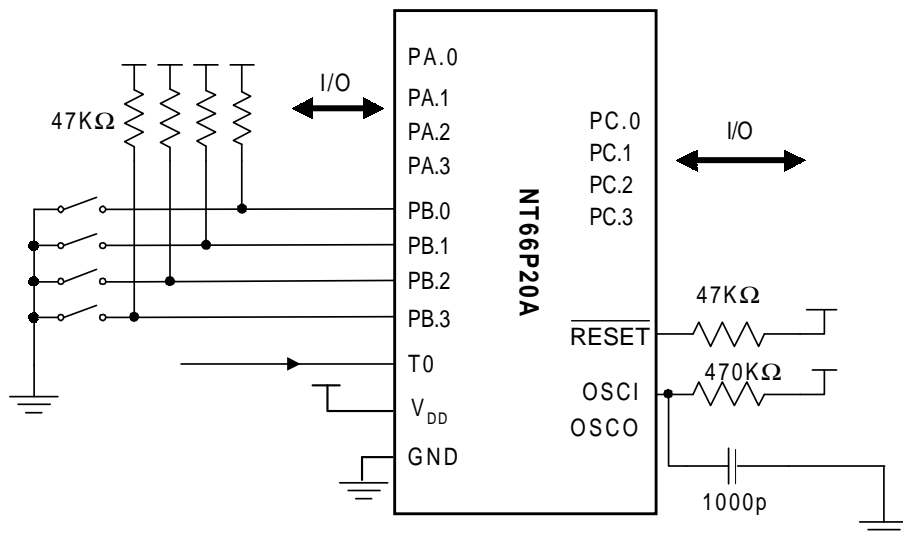 PA.0
I/O
PA.1
47KΩ
PA.2
PA.3
PB.0
PB.1
PB.2
PB.3
T0
VDD
GND
NT66P20A
PC.0
I/O
PC.1
PC.2
PC.3
47KΩ
RESET
470KΩ
OSCI
OSCO
1000p